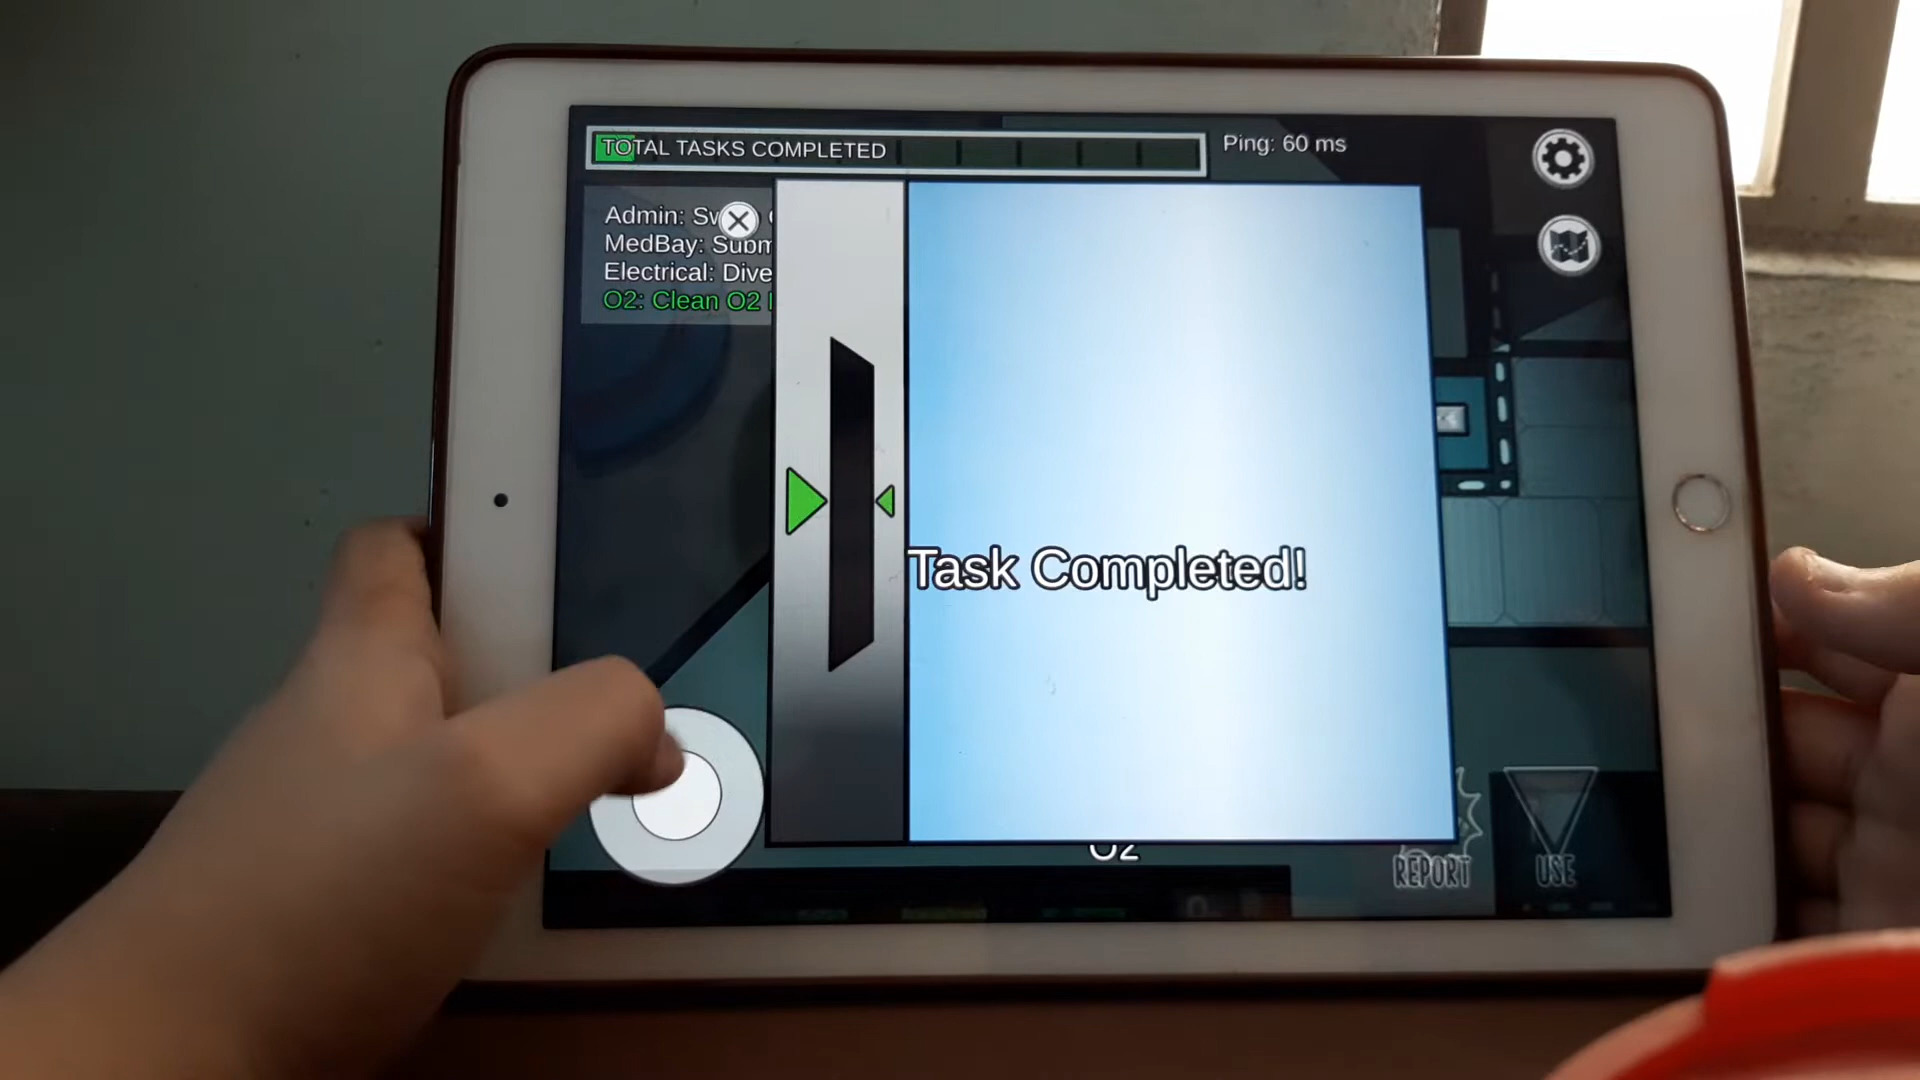 TOTAL TASKS COMPLETED
Ping: 60 ms
Admin: Sw
MedBay: Subm
Electrical: Dive
O2: Clean O2
Task Completed!
O2
REPORT
USE